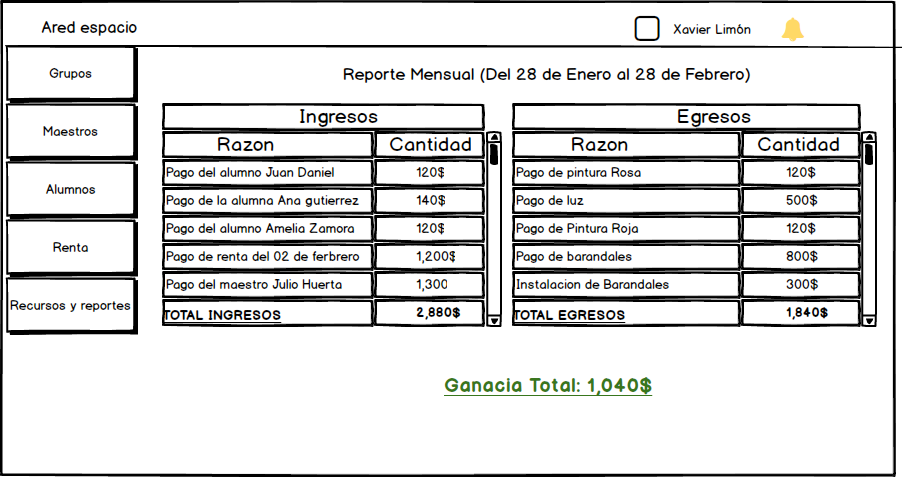 Ared espacio
Xavier Limón
Grupos
Maestros
Alumnos
Renta
Recursos y reportes
Reporte Mensual (Del 28 de Enero al 28 de Febrero)
Ingresos
Razon Cantidad
Pago del alumno Juan Daniel 120$
Pago de la alumna Ana gutierrez 140$
Pago del alumno Amelia Zamora 120$
Pago de renta del 02 de ferbrero 1,200$
Pago del maestro Julio Huerta 1,300
TOTAL INGRESOS 2,880$
Egresos
Razon Cantidad
Pago de pintura Rosa 120$
Pago de luz 500$
Pago de Pintura Roja 120$
Pago de barandales 800$
Instalacion de Barandales 300$
TOTAL EGRESOS 1,840$
Ganacia Total: 1,040$